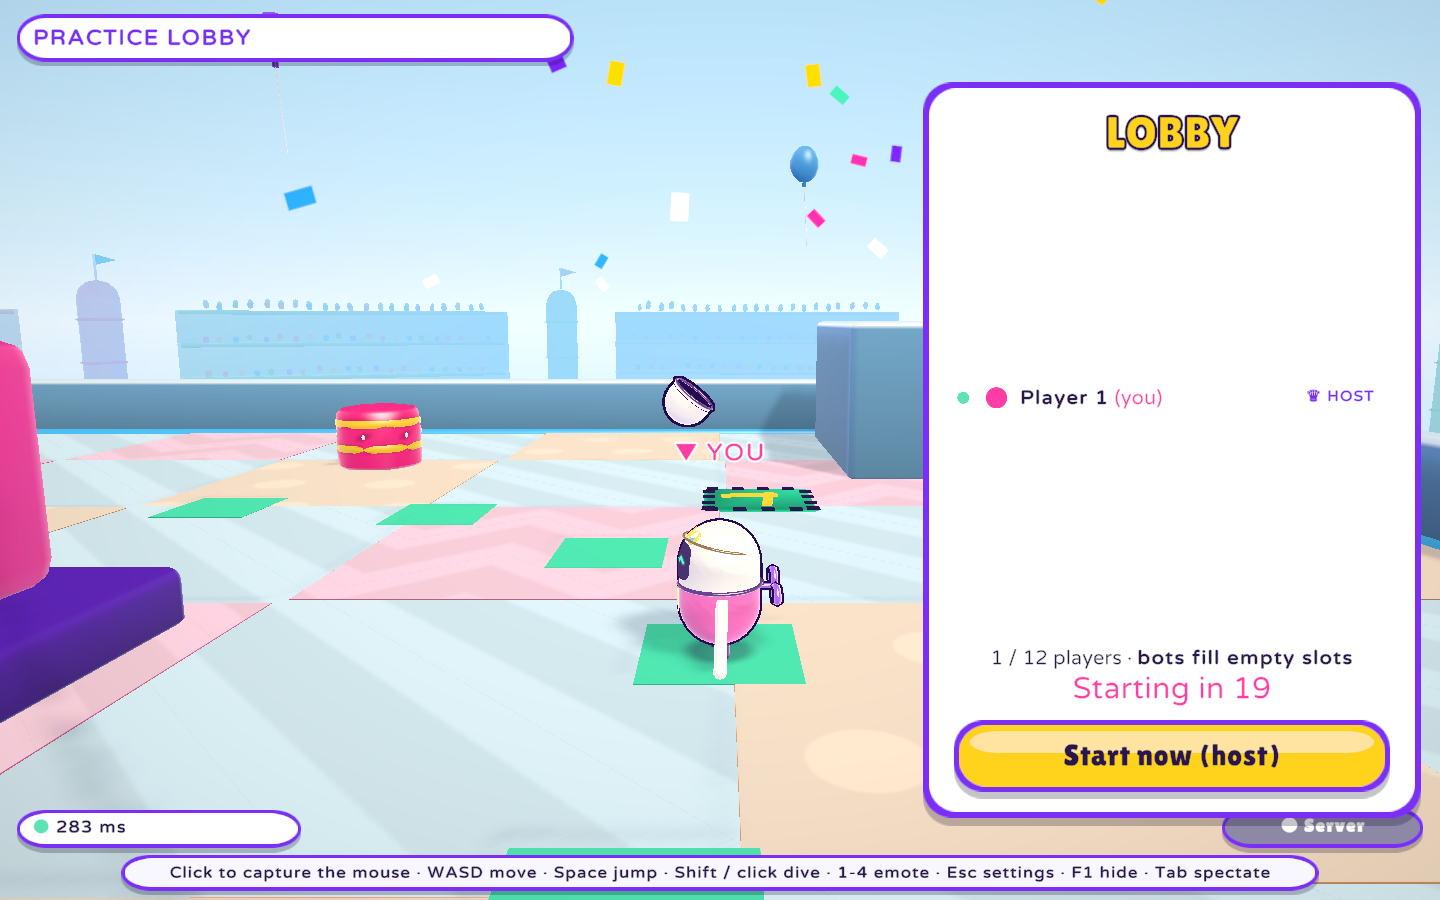 PRACTICE LOBBY
LOBBY
Player 1 (you)
HOST
YOU
1 / 12 players · bots fill empty slots
Starting in 19
Start now (host)
283 ms
Server
Click to capture the mouse · WASD move · Space jump · Shift / click dive · 1-4 emote · Esc settings · F1 hide · Tab spectate